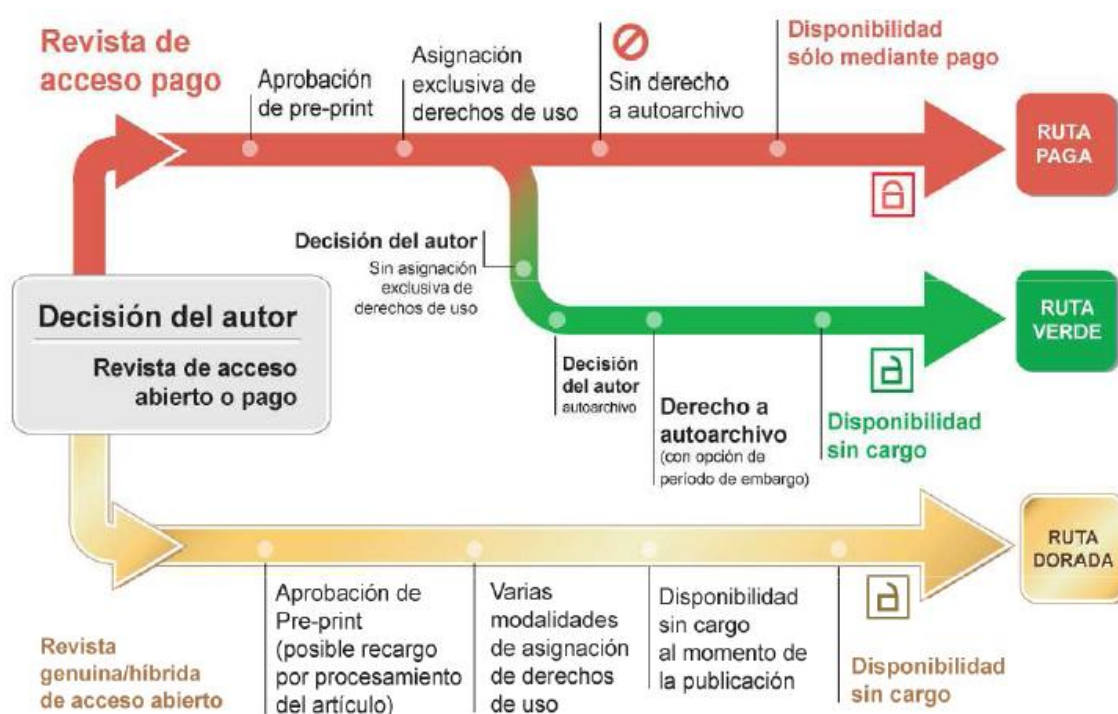 Revista de
acceso pago
Aprobación
de pre-print
Asignación
exclusiva de
derechos de uso
Sin derecho
a autoarchivo
Disponibilidad
sólo mediante pago
RUTA
PAGA
Decisión del autor
Sin asignación
exclusiva de
derechos de uso
Decisión del autor
Revista de acceso
abierto o pago
Decisión
del autor
autoarchivo
Derecho a
autoarchivo
(con opción de
período de embargo)
Disponibilidad
sin cargo
RUTA
VERDE
Revista
genuina/híbrida
de acceso abierto
Aprobación de
Pre-print
(posible recargo
por procesamiento
del artículo)
Varias
modalidades
de asignación
de derechos
de uso
Disponibilidad
sin cargo
al momento de
la publicación
Disponibilidad
sin cargo
RUTA
DORADA